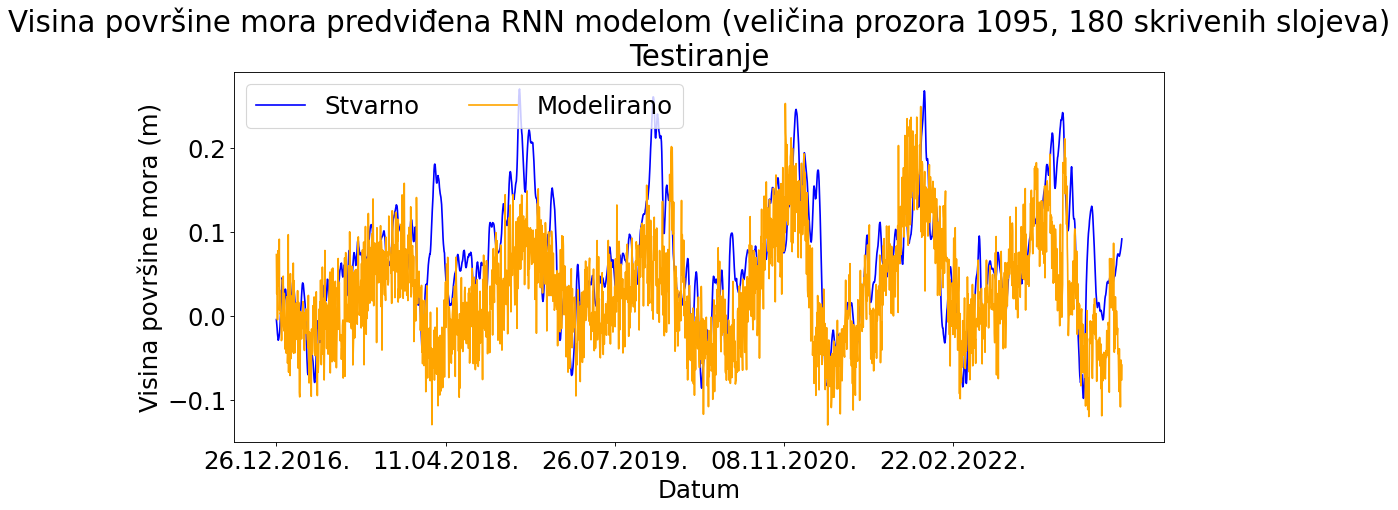 Visina površine mora predviđena RNN modelom (veličina prozora 1095, 180 skrivenih slojeva)
Testiranje
Stvarno
Modelirano
Visina površine mora (m)
0.2
0.1
0.0
−0.1
26.12.2016.
11.04.2018.
26.07.2019.
08.11.2020.
22.02.2022.
Datum